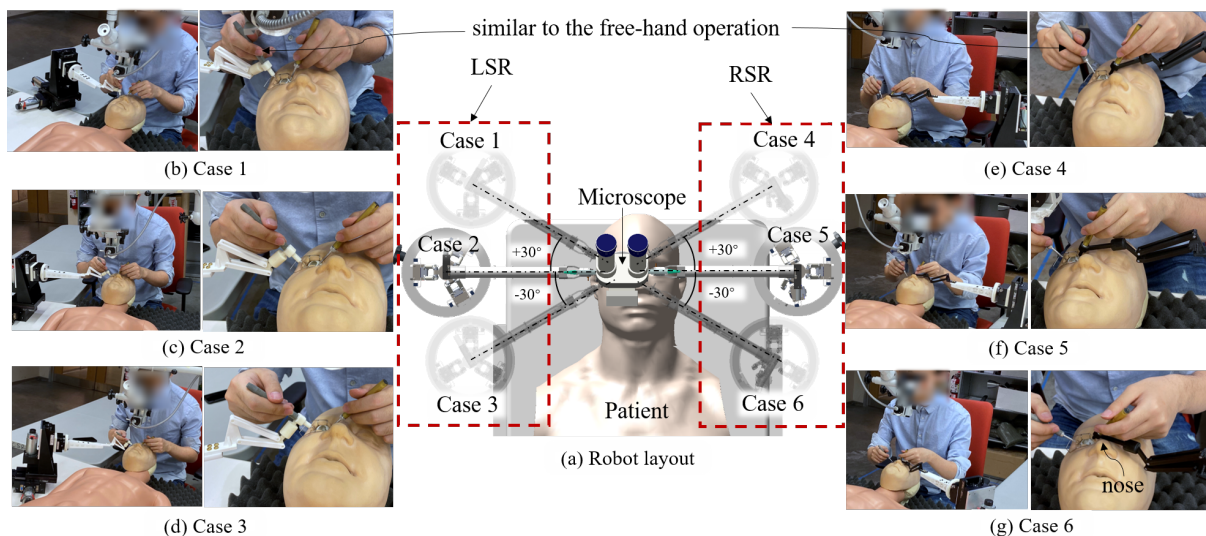 similar to the free-hand operation
LSR
RSR
Case 1
Case 4
(b) Case 1
(e) Case 4
Microscope
Case 2
+30°
+30°
Case 5
-30°
-30°
(c) Case 2
(f) Case 5
Case 3
Patient
Case 6
(a) Robot layout
nose
(d) Case 3
(g) Case 6